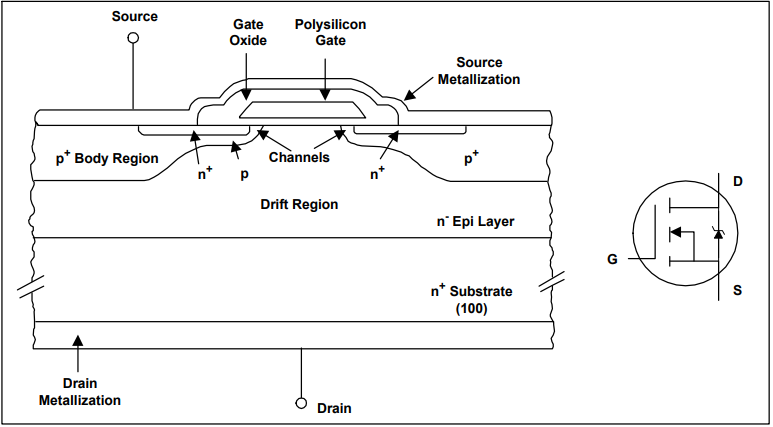 Source
Gate
Oxide
Polysilicon
Gate
Source
Metallization
p+ Body Region
n+
p
Channels
n+
p+
Drift Region
n- Epi Layer
n+ Substrate
(100)
Drain
Metallization
Drain
D
G
S